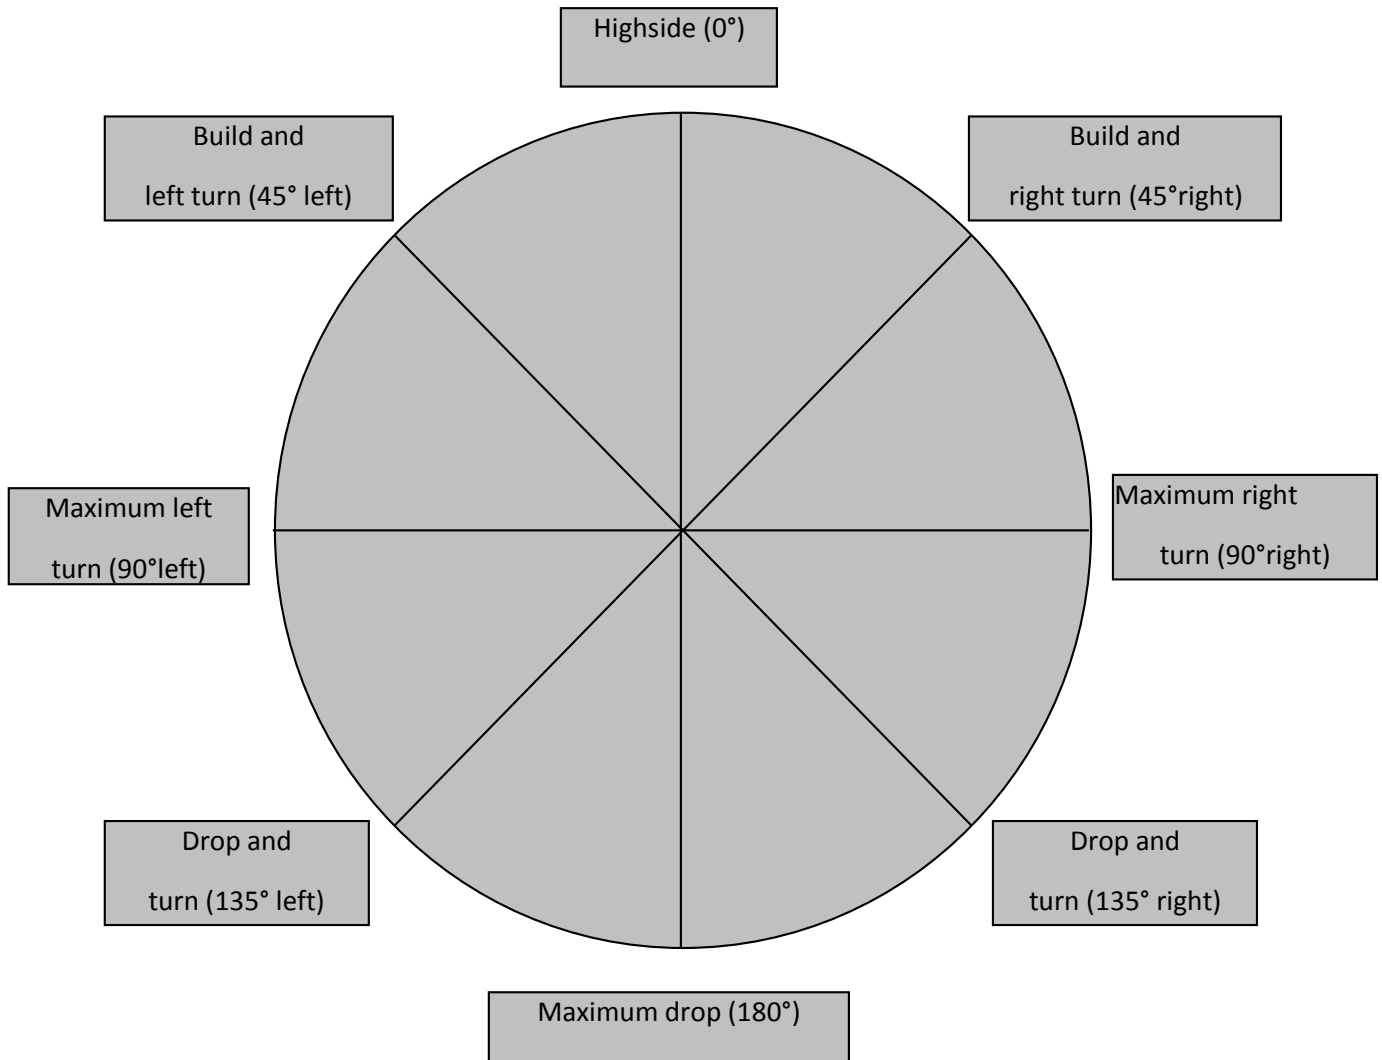 Highside (0°)
Build and
left turn (45° left)
Build and
right turn (45°right)
Maximum left
turn (90°left)
Maximum right
turn (90°right)
Drop and
turn (135° left)
Drop and
turn (135° right)
Maximum drop (180°)